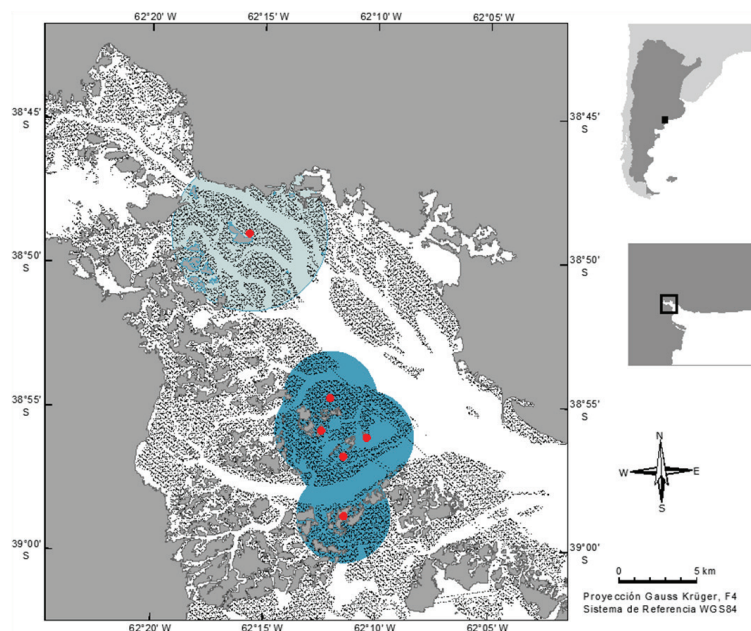 62°20' W 62°15' W 62°10' W 62°05' W
38°45'
S
38°50'
S
38°55'
S
39°00'
S
38°45'
S
38°50'
S
38°55'
S
39°00'
S
62°20' W 62°15' W 62°10' W 62°05' W
N
W E
S
0 5 km
Proyección Gauss Krüger, F4
Sistema de Referencia WGS84